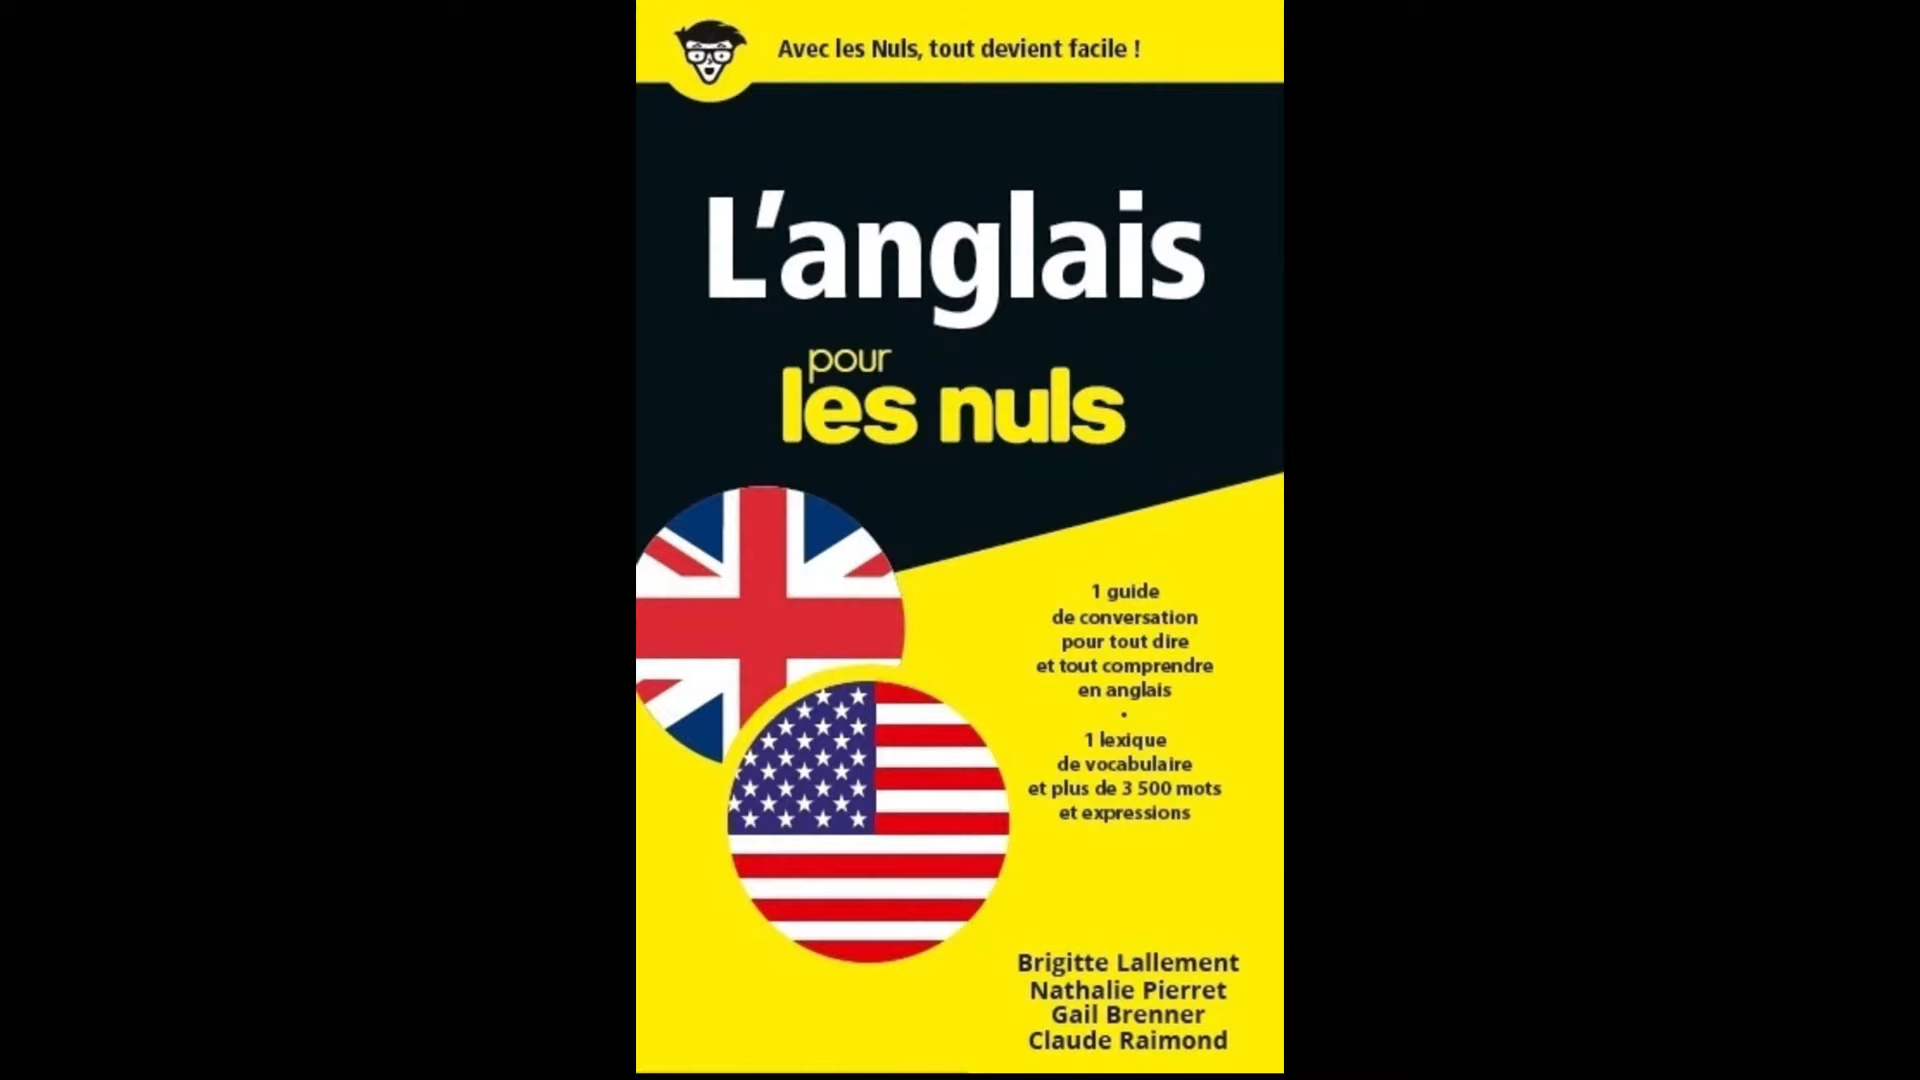 Avec les Nuls, tout devient facile !
L'anglais
pour
les nuls
1 guide
de conversation
pour tout dire
et tout comprendre
en anglais
•
1 lexique
de vocabulaire
et plus de 3 500 mots
et expressions
Brigitte Lallement
Nathalie Pierret
Gail Brenner
Claude Raimond